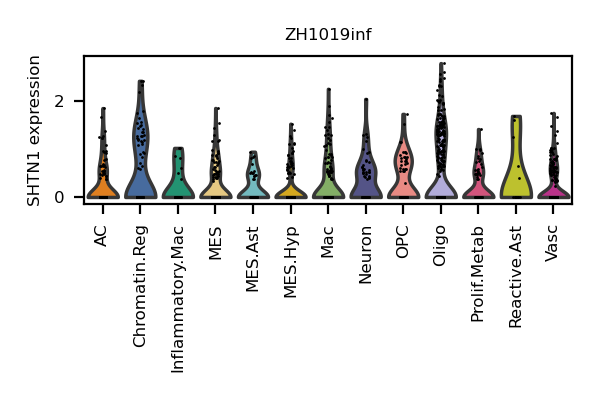 ZH1019inf
SHTN1 expression
2
0
AC
Chromatin.Reg
Inflammatory.Mac
MES
MES.Ast
MES.Hyp
Mac
Neuron
OPC
Oligo
Prolif.Metab
Reactive.Ast
Vasc